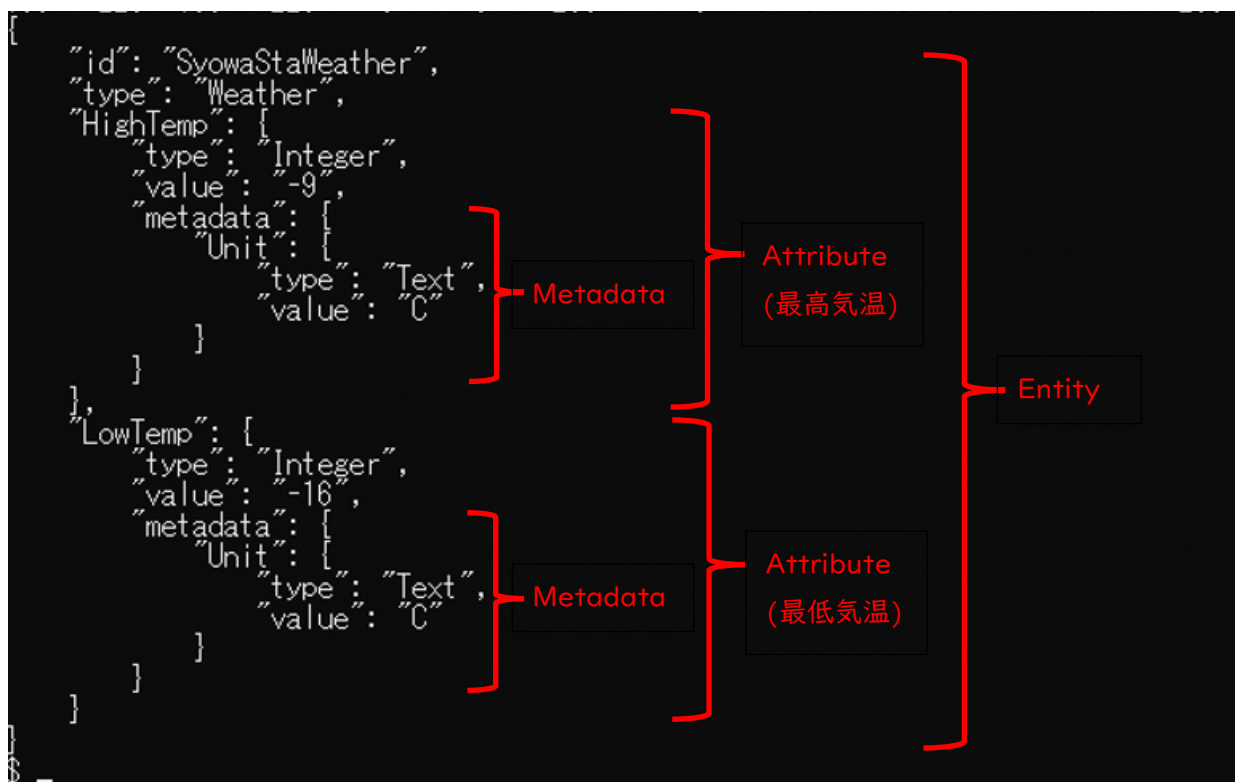 {
"id": "SyowaStaWeather",
"type": "Weather",
"HighTemp": {
"type": "Integer",
"value": "-9",
"metadata": {
"Unit": {
"type": "Text",
"value": "C"
}
}
},
"LowTemp": {
"type": "Integer",
"value": "-16",
"metadata": {
"Unit": {
"type": "Text",
"value": "C"
}
}
}
}
$ _
Metadata
Attribute
(最高気温)
Metadata
Attribute
(最低気温)
Entity